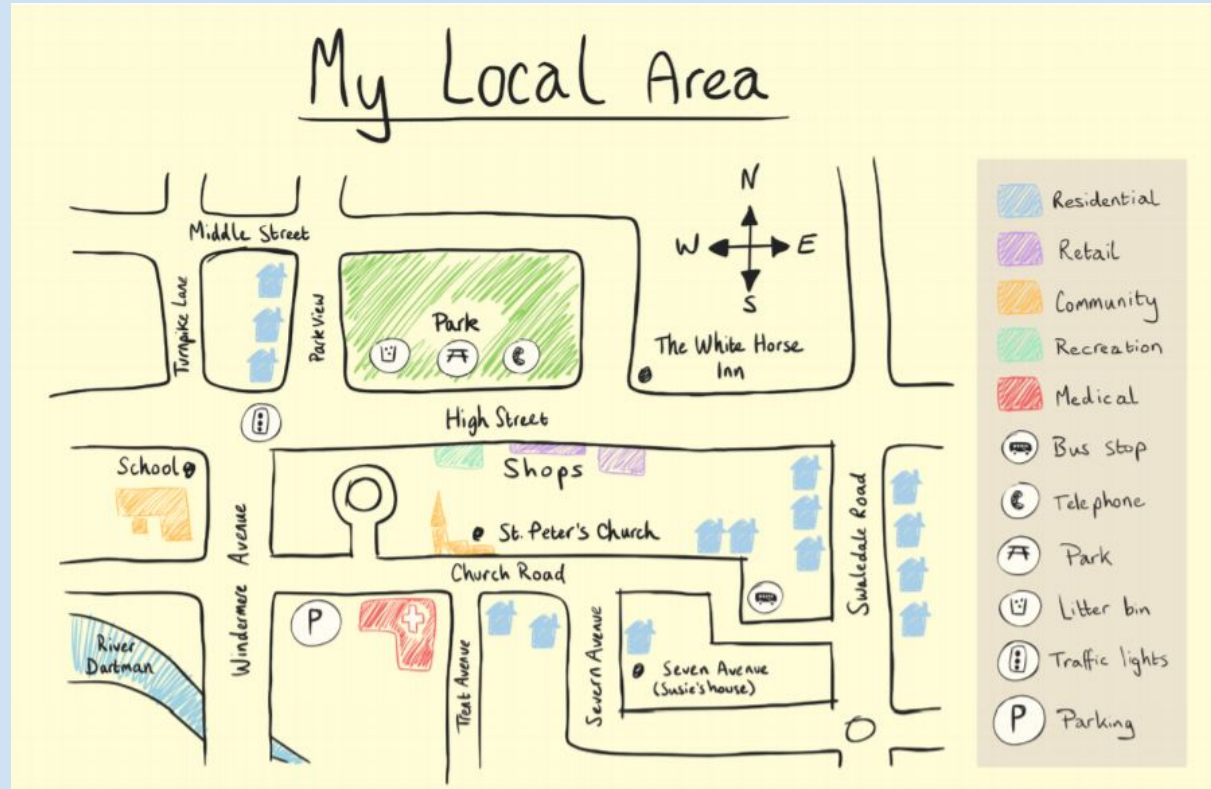 My Local Area
N
W E
S
Middle Street
Turnpike Lane
Park View
Park
The White Horse
Inn
High Street
School
Shops
St. Peter's Church
Church Road
Windermere Avenue
Swaledale Road
P
River
Dartman
Trent Avenue
Severn Avenue
Seven Avenue
(Susie's house)
Residential
Retail
Community
Recreation
Medical
Bus stop
Telephone
Park
Litter bin
Traffic lights
P Parking